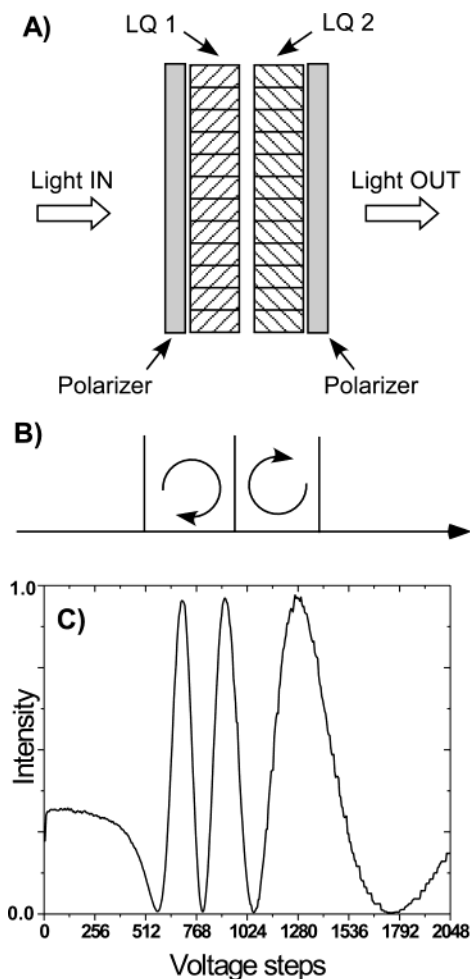 A)
LQ 1 LQ 2
Light IN Light OUT
Polarizer Polarizer
B)
1.0
C)
Intensity
0.0
0 256 512 768 1024 1280 1536 1792 2048
Voltage steps